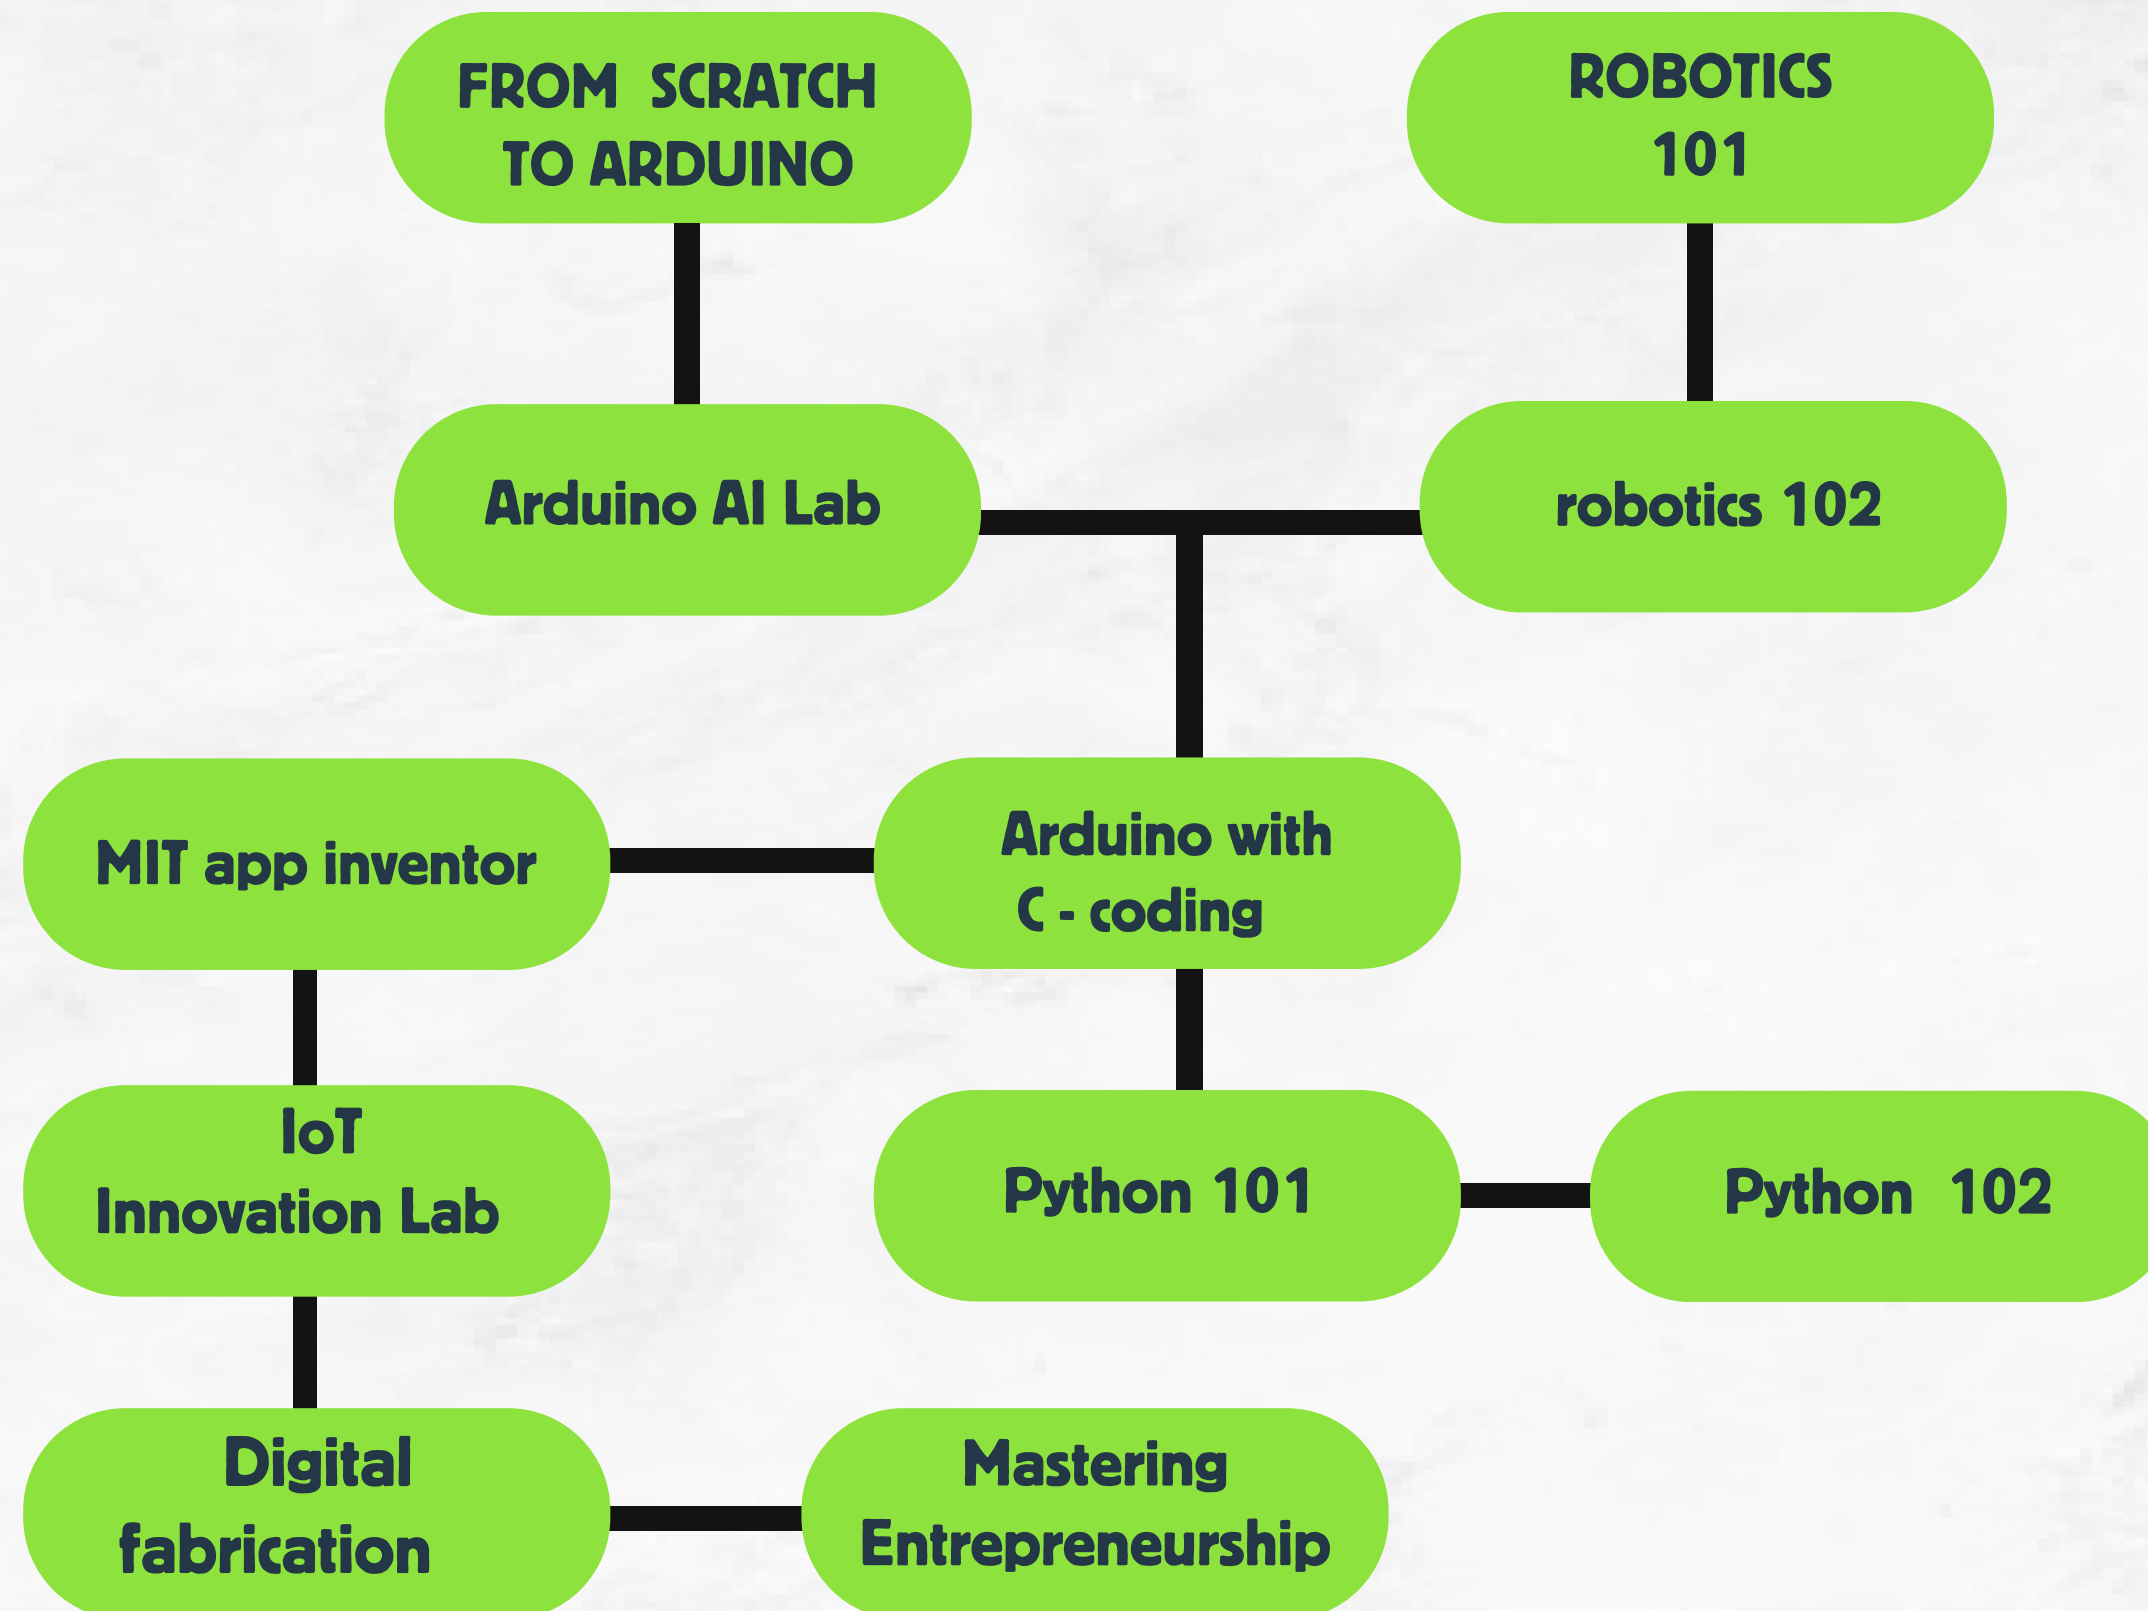 FROM SCRATCH
TO ARDUINO
ROBOTICS
101
Arduino AI Lab
robotics 102
MIT app inventor
Arduino with
C - coding
IoT
Innovation Lab
Python 101
Python 102
Digital
fabrication
Mastering
Entrepreneurship